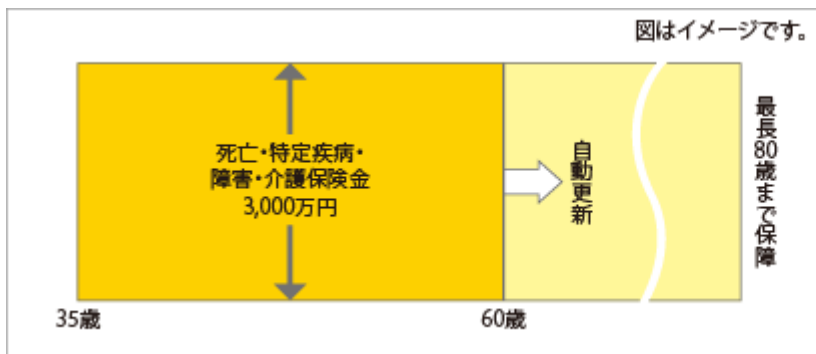 図はイメージです。
死亡・特定疾病・
障害・介護保険金
3,000万円
自動更新
最長80歳まで保障
35歳
60歳